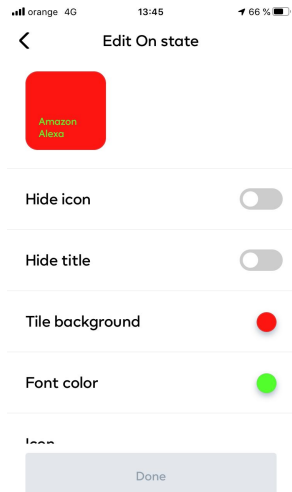 orange 4G 13:45 66 %
Edit On state
Amazon
Alexa
Hide icon
Hide title
Tile background
Font color
Icon
Done